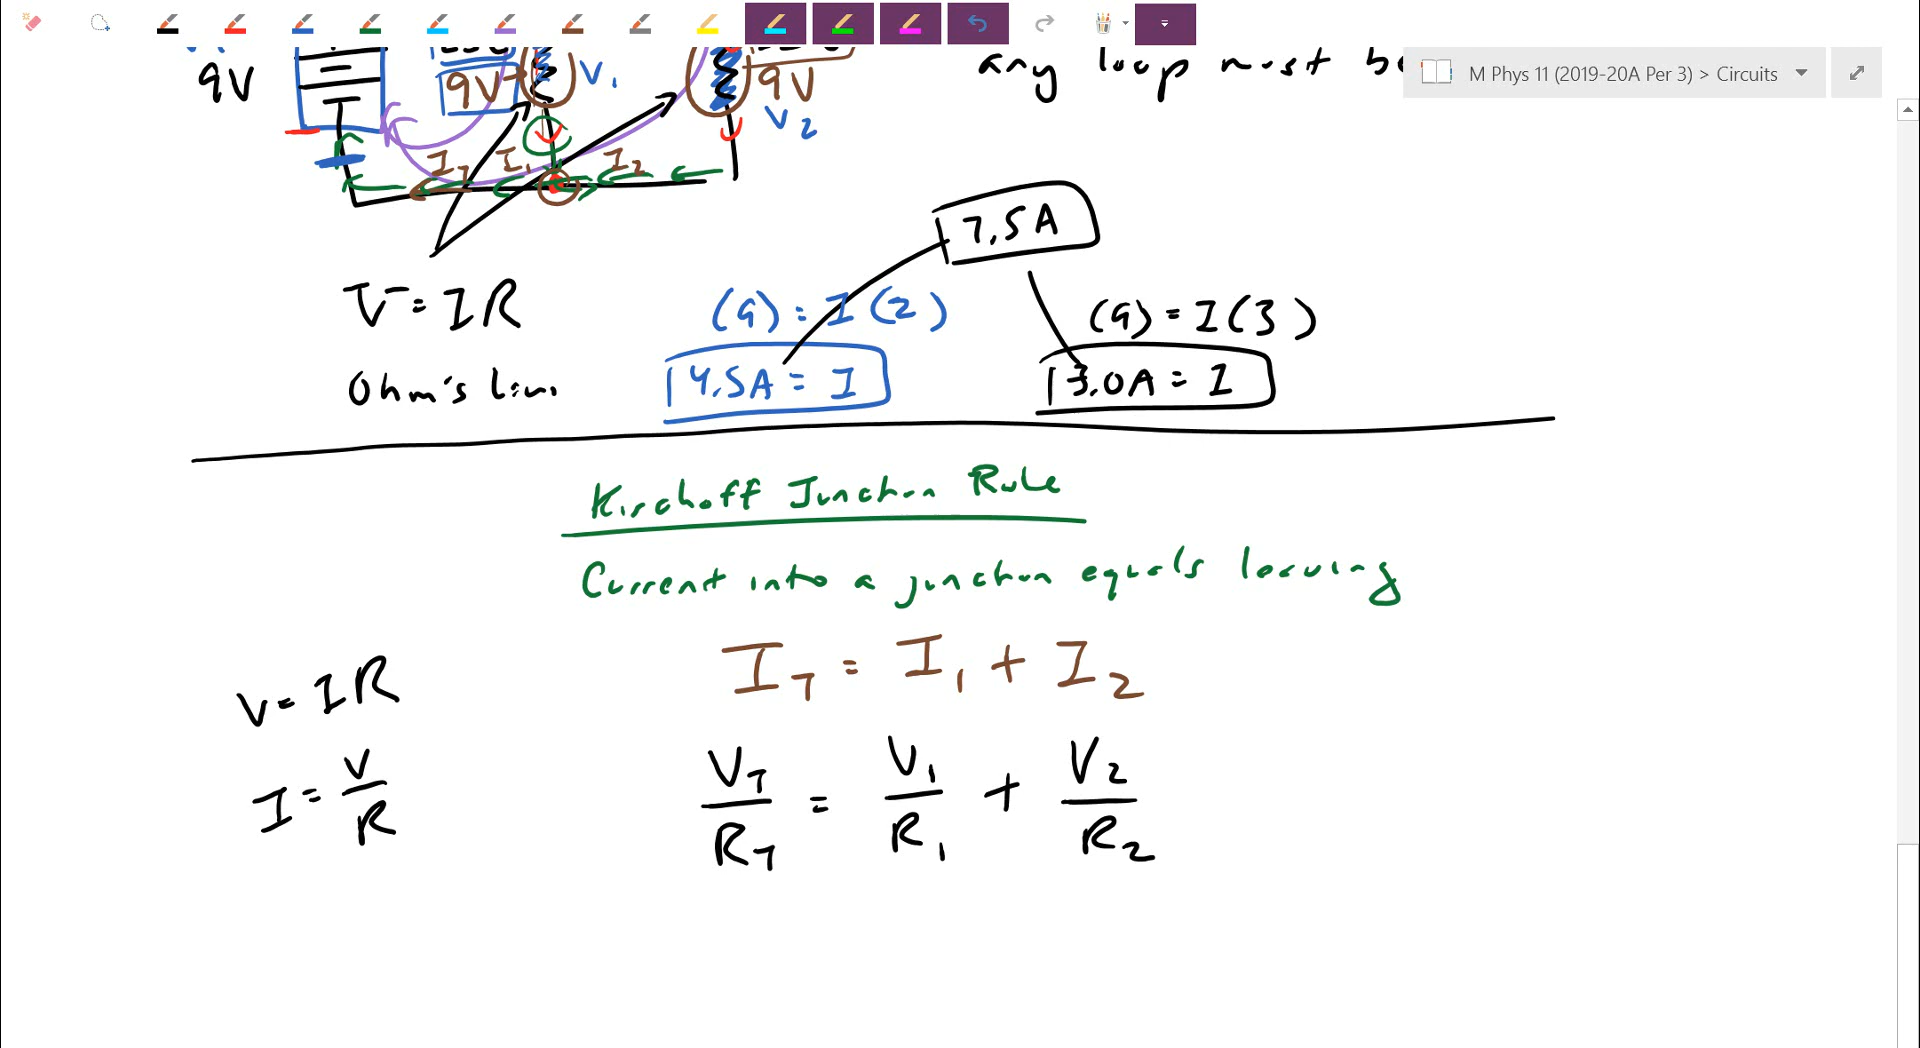 M Phys 11 (2019-20A Per 3) > Circuits
any loop must be
9V
9V
V1
9V
V2
IT I1 I2
7.5A
V = IR
(9) = I(2)
(9) = I(3)
Ohm's Law
4.5A = I
3.0A = I
Kirchoff Junction Rule
Current into a junction equals leaving
IT = I1 + I2
V = IR
VT/RT = V1/R1 + V2/R2
I = V/R